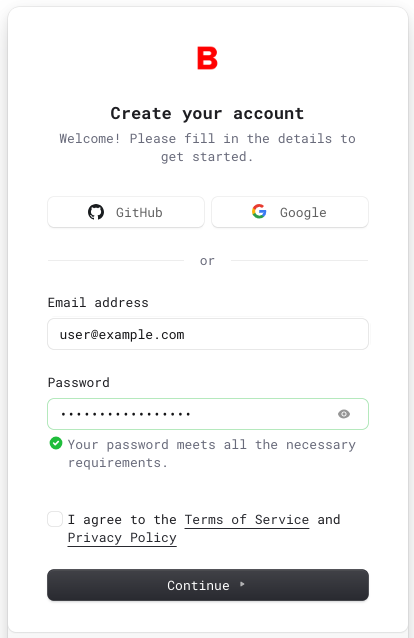 B
Create your account
Welcome! Please fill in the details to
get started.
GitHub
Google
or
Email address
user@example.com
Password
•••••••••••••••••
Your password meets all the necessary
requirements.
I agree to the Terms of Service and
Privacy Policy
Continue